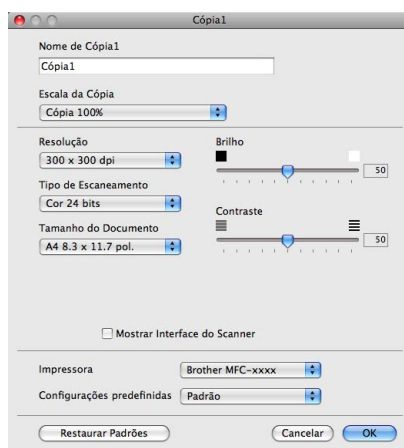 Cópia1
Nome de Cópia1
Cópia1
Escala da Cópia
Cópia 100%
Resolução
Brilho
300 x 300 dpi
50
Tipo de Escaneamento
Cor 24 bits
Contraste
Tamanho do Documento
A4 8.3 x 11.7 pol.
50
Mostrar Interface do Scanner
Impressora
Brother MFC-xxxx
Configurações predefinidas
Padrão
Restaurar Padrões
Cancelar
OK